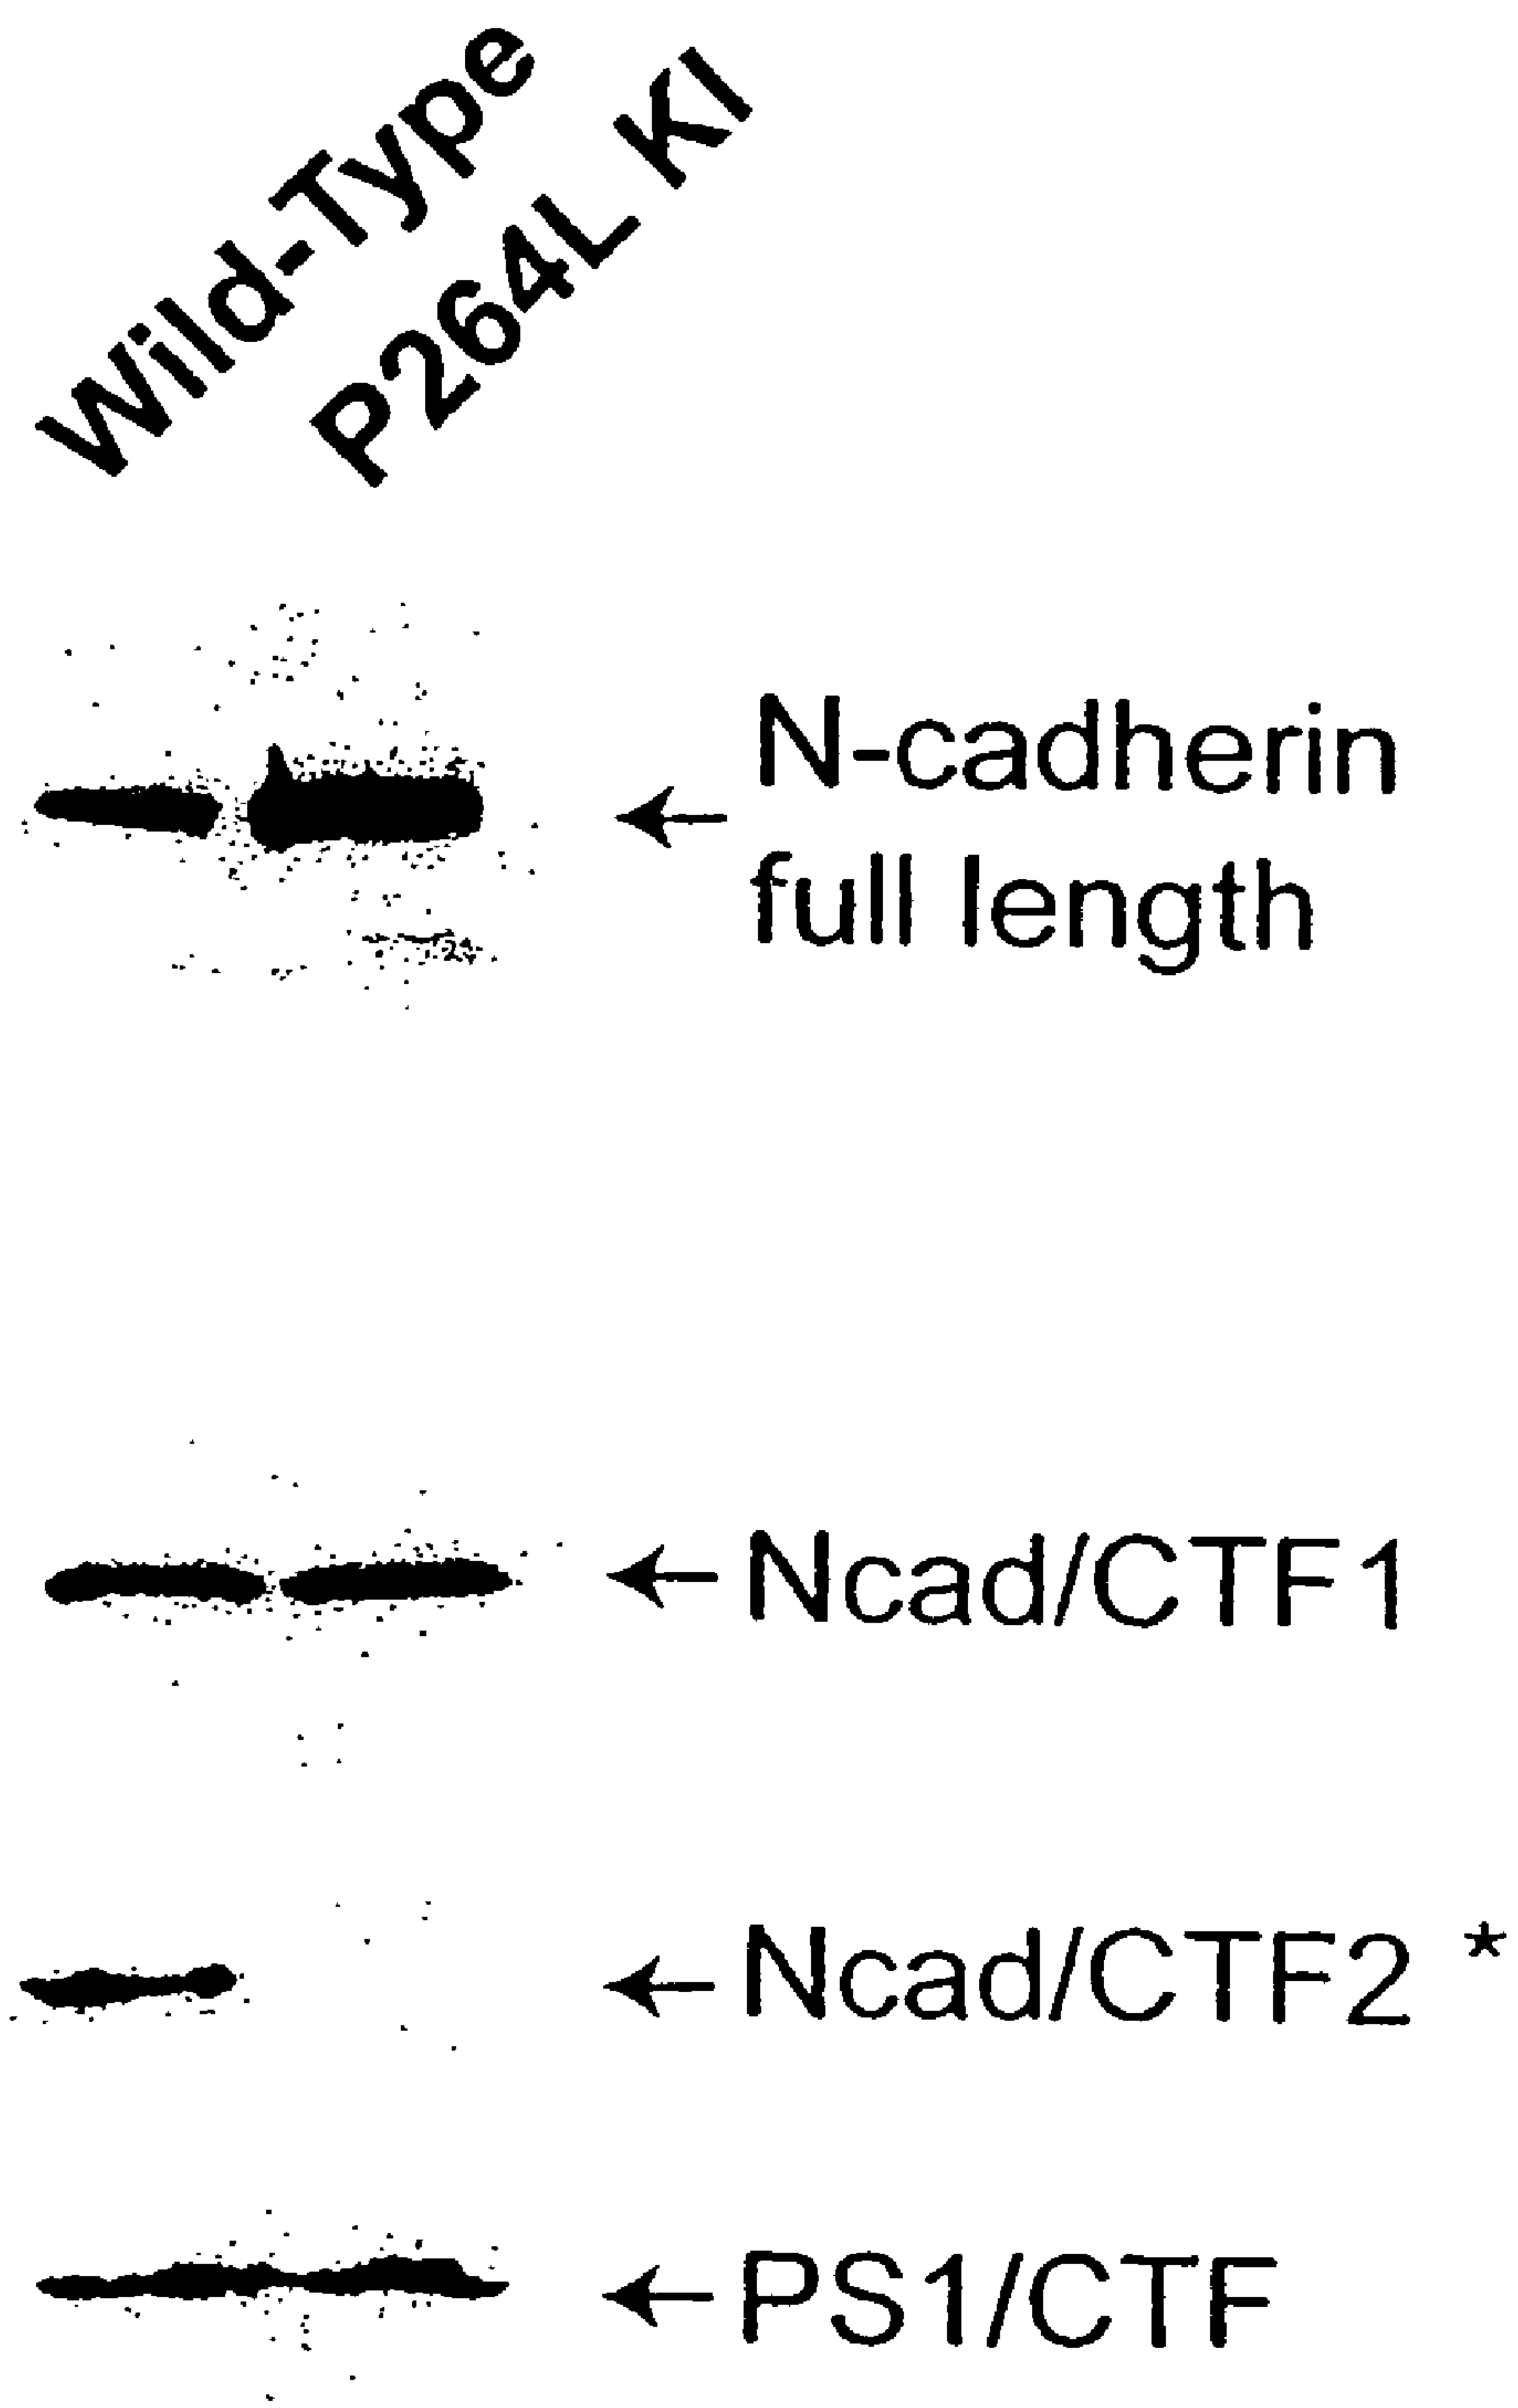 Wild-Type
P264L KI
N-cadherin
full length
Ncad/CTF1
Ncad/CTF2 *
PS1/CTF